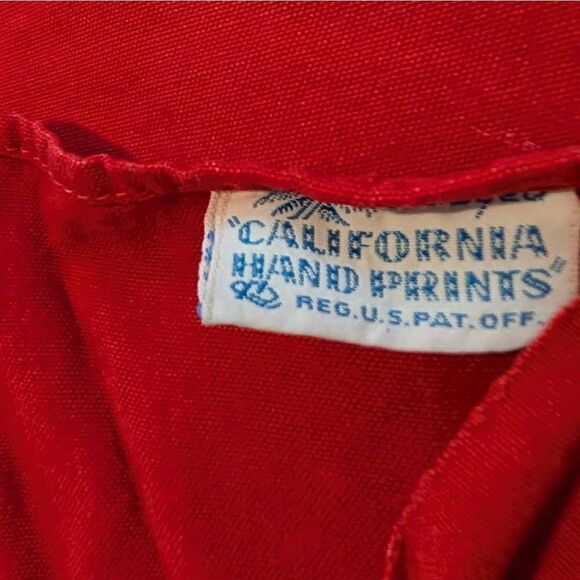 "CALIFORNIA
HAND PRINTS"
REG.U.S.PAT.OFF.